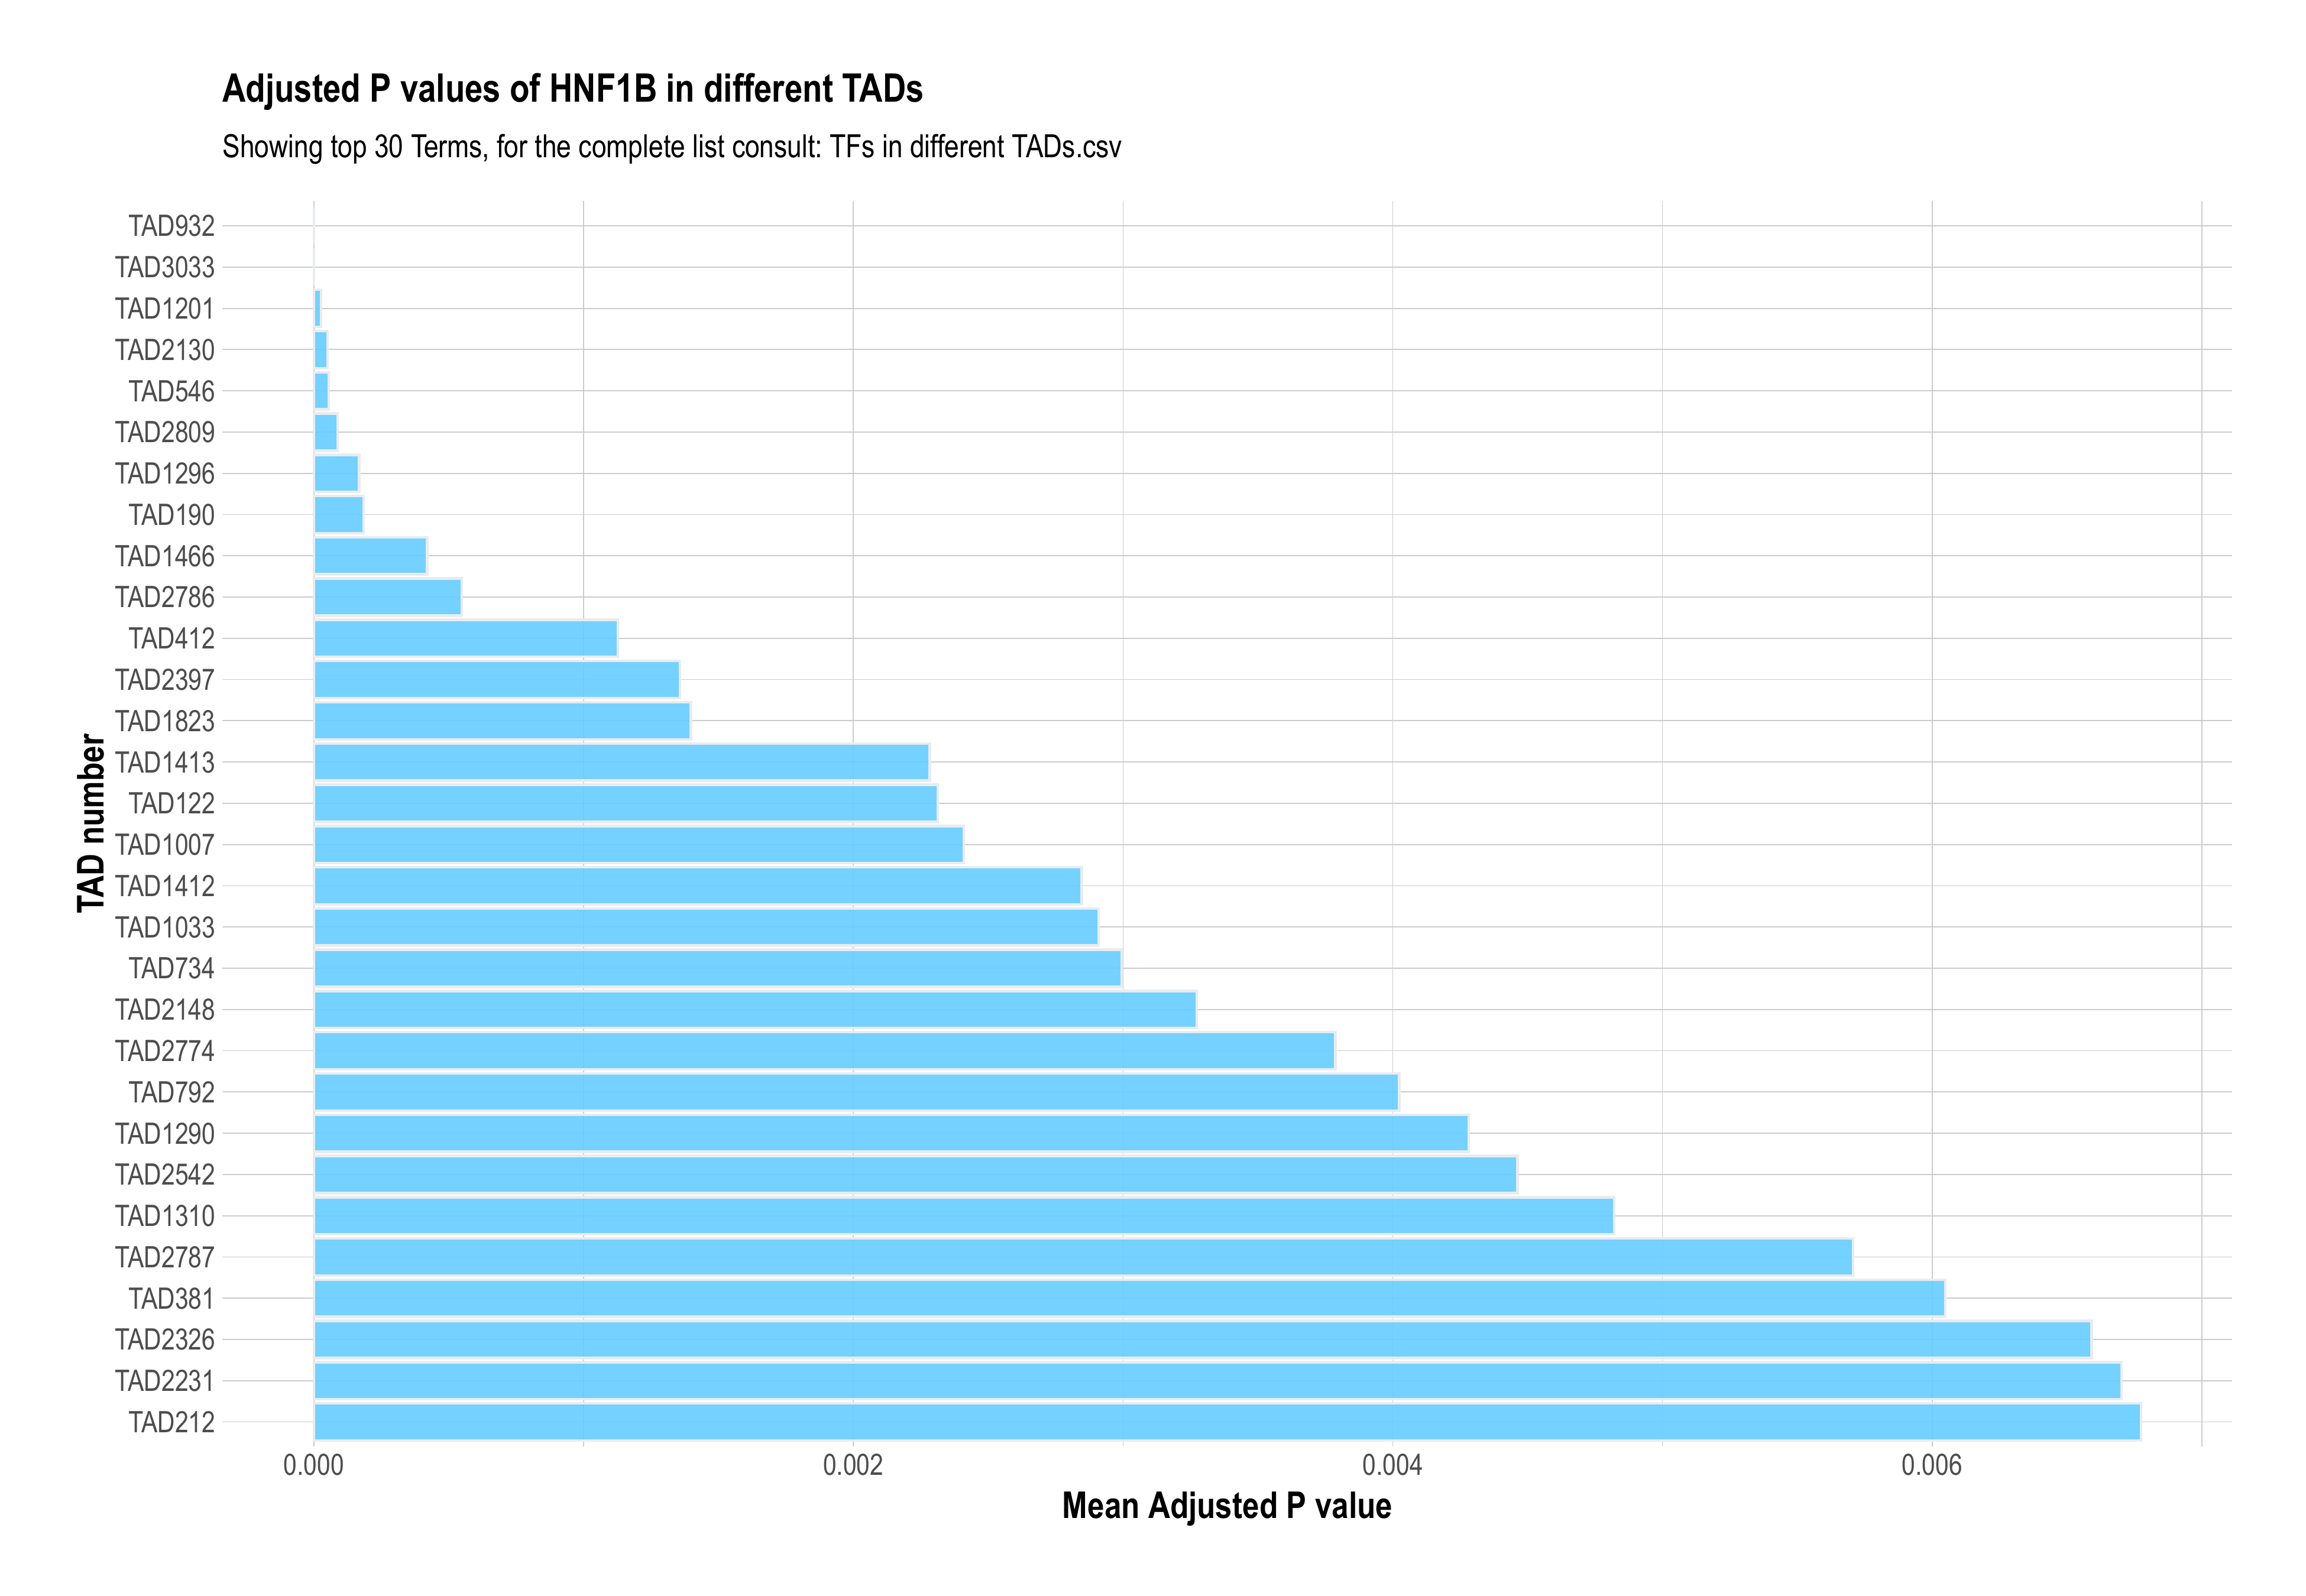 Adjusted P values of HNF1B in different TADs
Showing top 30 Terms, for the complete list consult: TFs in different TADs.csv
TAD number
TAD932
TAD3033
TAD1201
TAD2130
TAD546
TAD2809
TAD1296
TAD190
TAD1466
TAD2786
TAD412
TAD2397
TAD1823
TAD1413
TAD122
TAD1007
TAD1412
TAD1033
TAD734
TAD2148
TAD2774
TAD792
TAD1290
TAD2542
TAD1310
TAD2787
TAD381
TAD2326
TAD2231
TAD212
0.000 0.002 0.004 0.006
Mean Adjusted P value